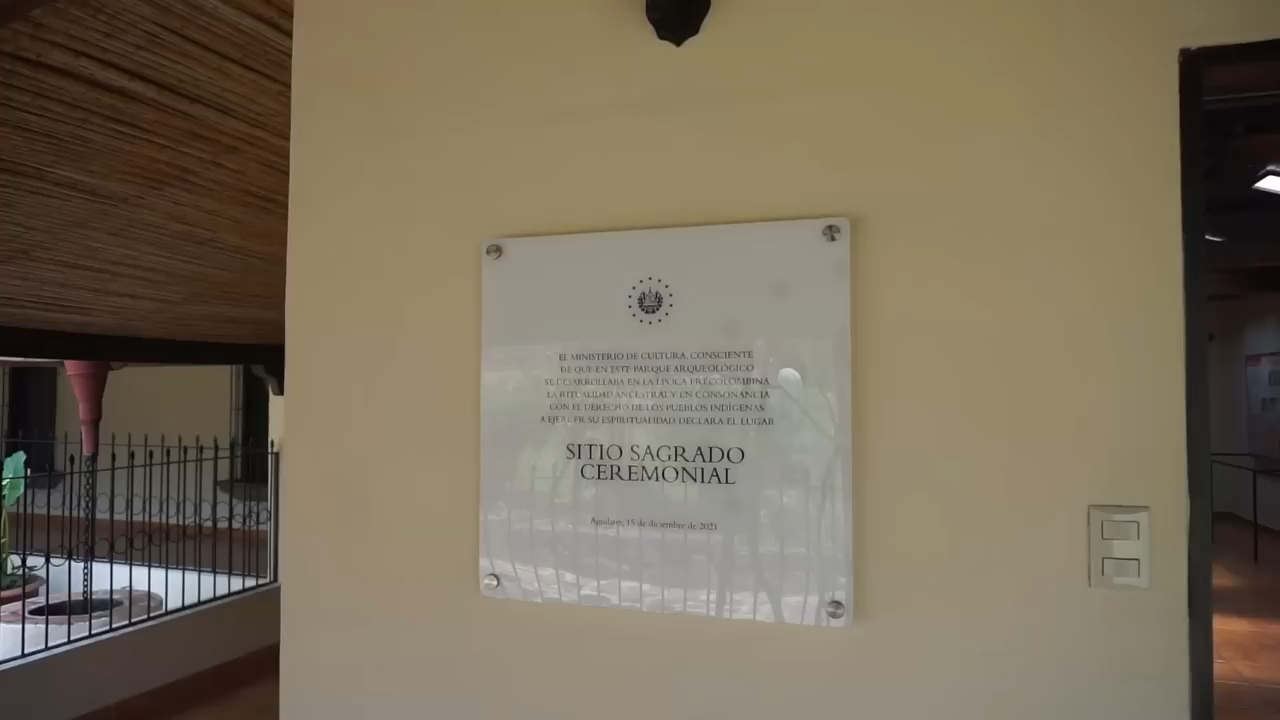 EL MINISTERIO DE CULTURA, CONSCIENTE
DE QUE EN ESTE PARQUE ARQUEOLÓGICO
SE DESARROLLABA EN LA ÉPOCA PRECOLOMBINA
LA RITUALIDAD ANCESTRAL Y EN CONSONANCIA
CON EL DERECHO DE LOS PUEBLOS INDÍGENAS
A EJERCER SU ESPIRITUALIDAD, DECLARA EL LUGAR
SITIO SAGRADO
CEREMONIAL
Aguilares, 15 de diciembre de 2021